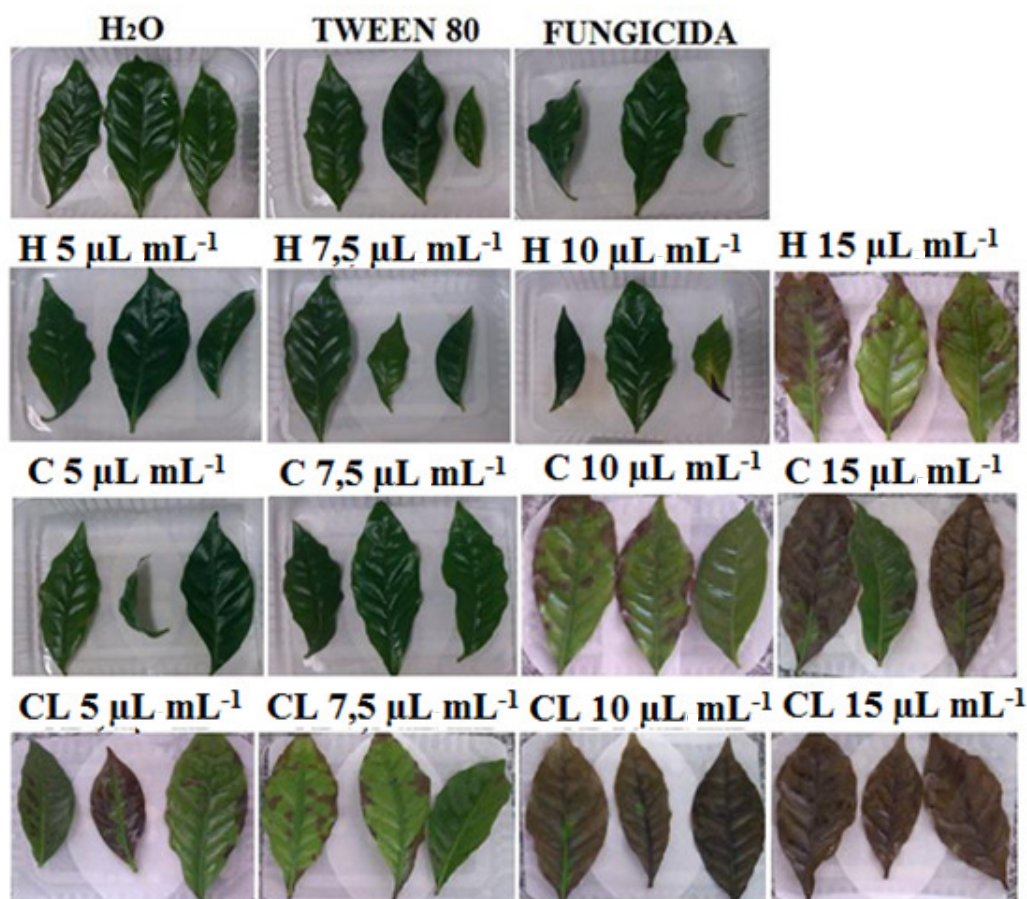 H₂O TWEEN 80 FUNGICIDA
H 5 µL mL⁻¹ H 7,5 µL mL⁻¹ H 10 µL mL⁻¹ H 15 µL mL⁻¹
C 5 µL mL⁻¹ C 7,5 µL mL⁻¹ C 10 µL mL⁻¹ C 15 µL mL⁻¹
CL 5 µL mL⁻¹ CL 7,5 µL mL⁻¹ CL 10 µL mL⁻¹ CL 15 µL mL⁻¹